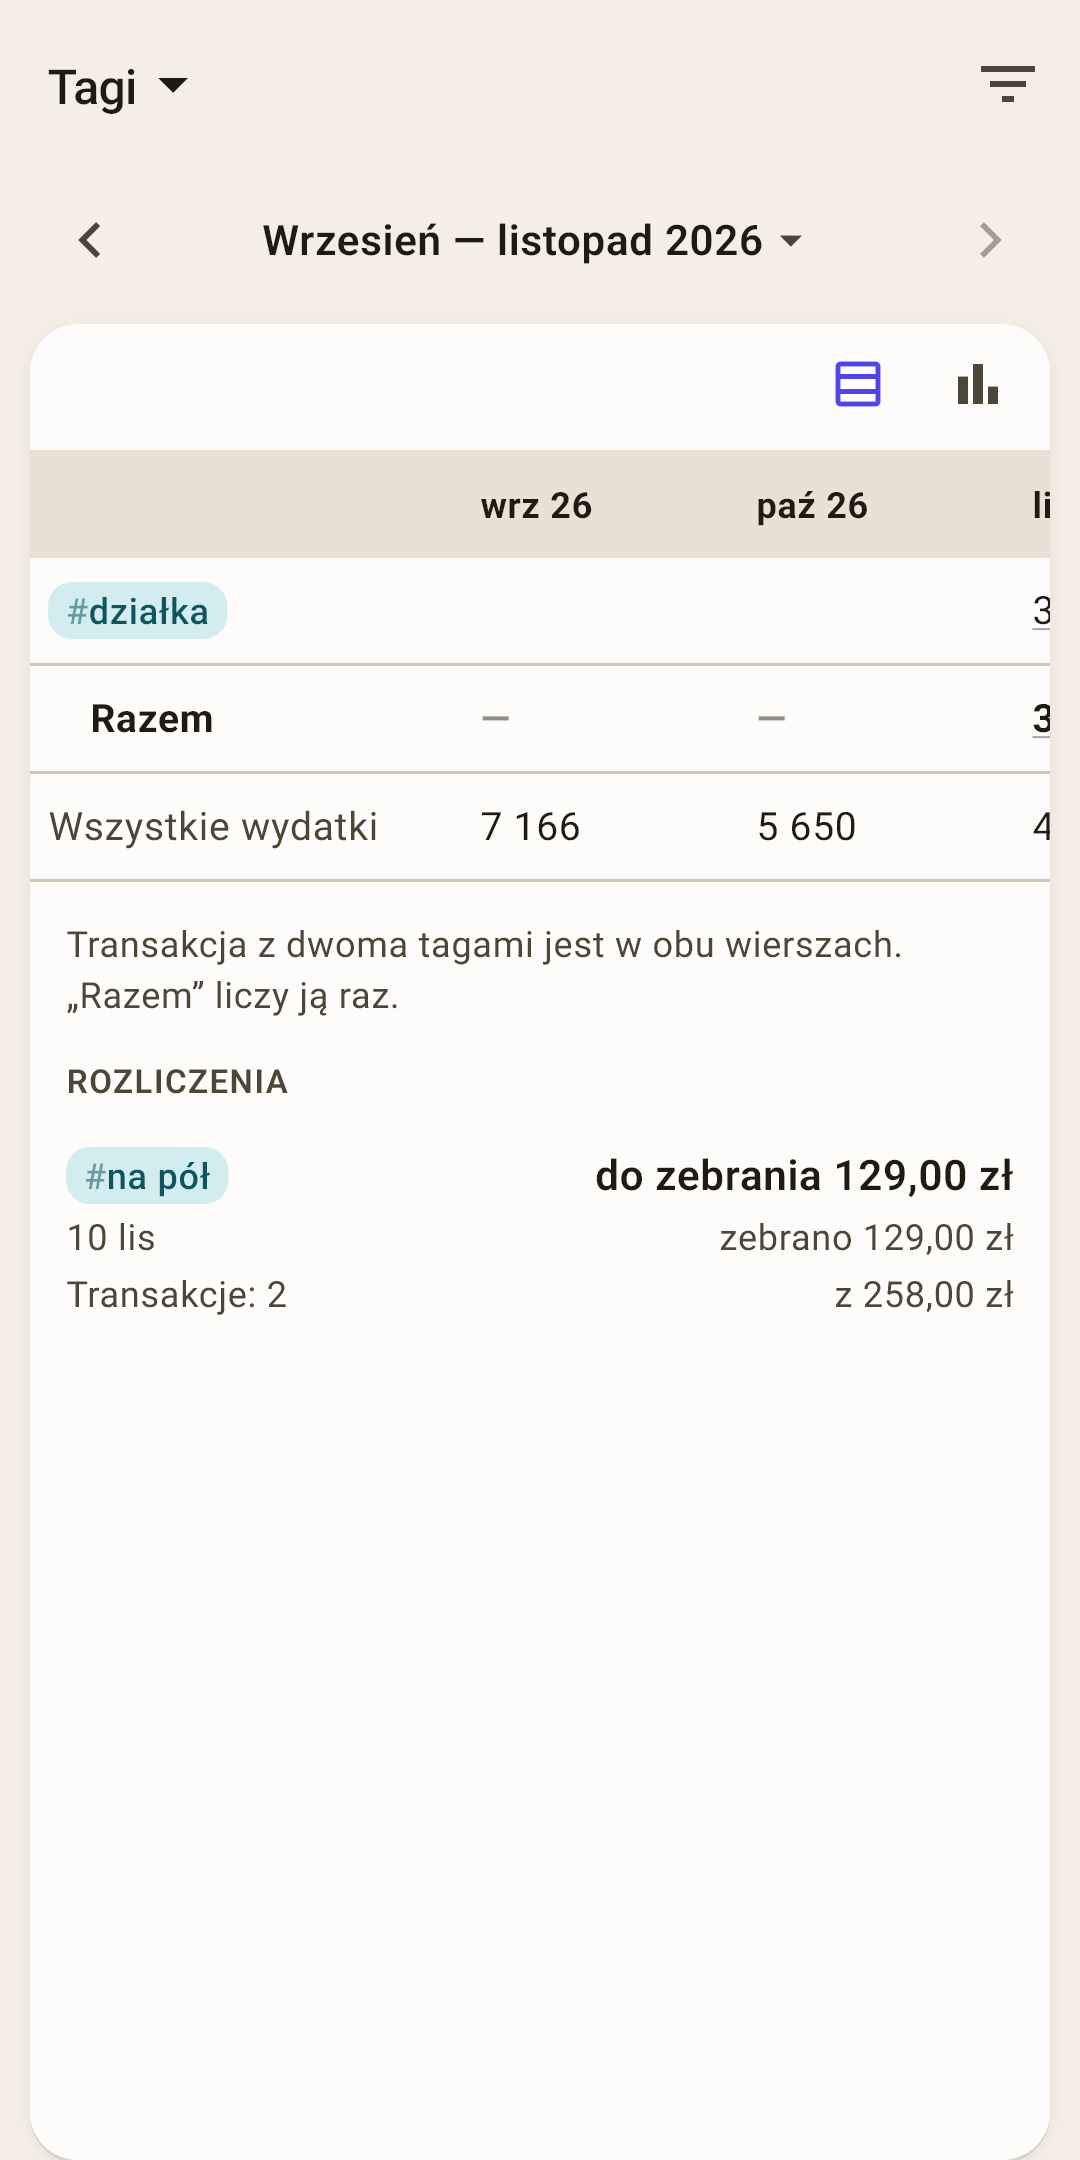 Tagi
Wrzesień – listopad 2026
wrz 26 paź 26
#działka
Razem – –
Wszystkie wydatki 7 166 5 650
Transakcja z dwoma tagami jest w obu wierszach.
„Razem” liczy ją raz.
ROZLICZENIA
#na pół do zebrania 129,00 zł
10 lis zebrano 129,00 zł
Transakcje: 2 z 258,00 zł